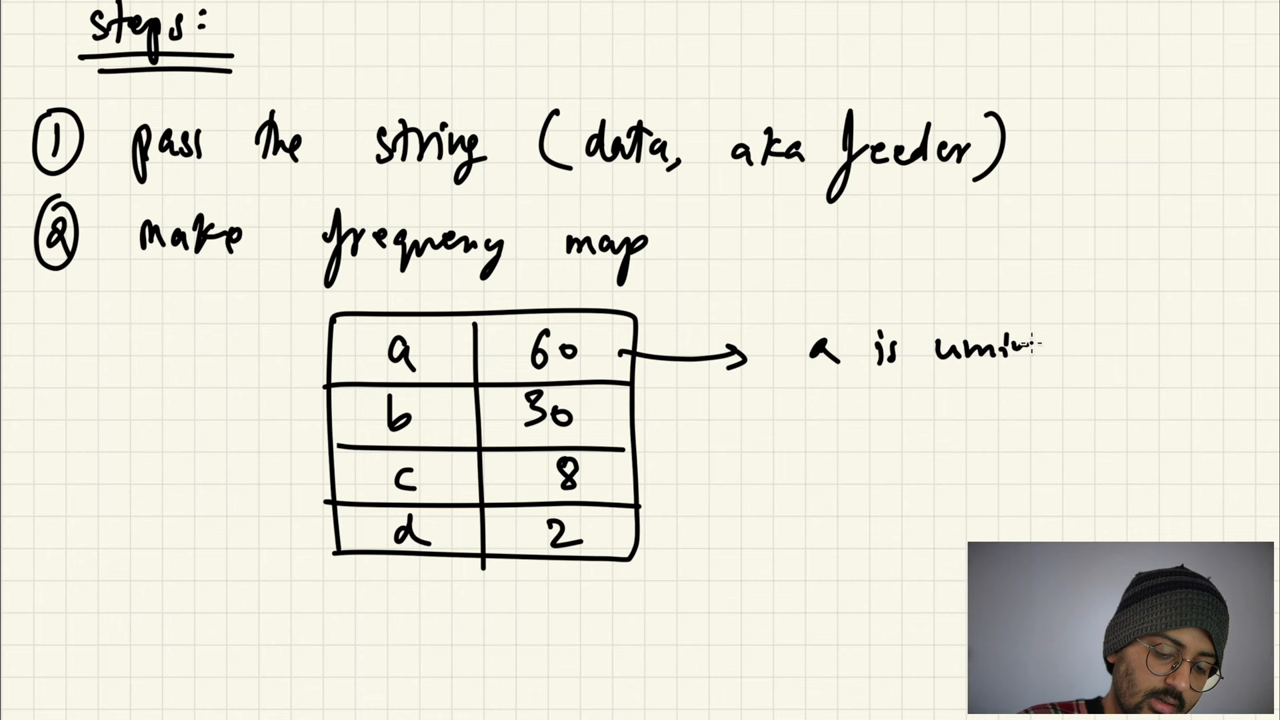 steps:
① pass the string (data, aka feeder)
② make frequency map
a 60 → a is
b 30
c 8
d 2